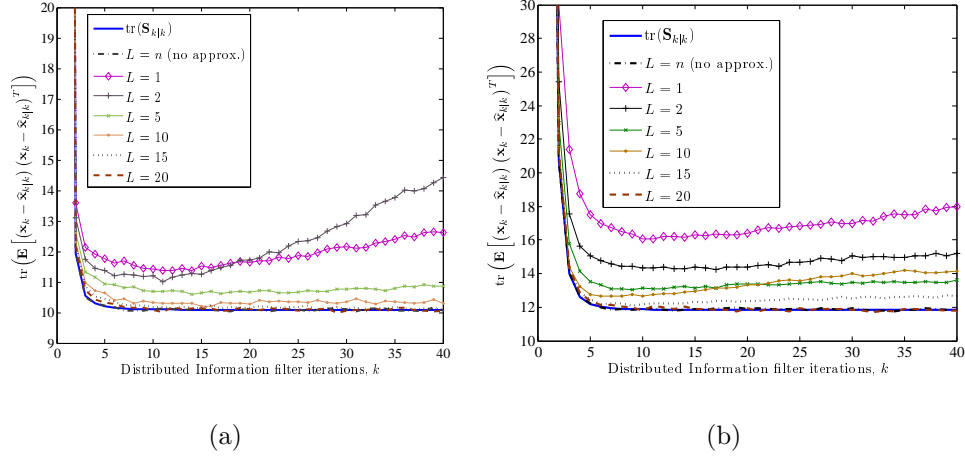 20
19
18
17
16
15
14
13
12
11
10
9
0 5 10 15 20 25 30 35 40
tr(E[(x_k − x̂_{k|k})(x_k − x̂_{k|k})^T])
Distributed Information filter iterations, k
tr(S_{k|k})
L = n (no approx.)
L = 1
L = 2
L = 5
L = 10
L = 15
L = 20
(a)
30
28
26
24
22
20
18
16
14
12
10
0 5 10 15 20 25 30 35 40
tr(E[(x_k − x̂_{k|k})(x_k − x̂_{k|k})^T])
Distributed Information filter iterations, k
tr(S_{k|k})
L = n (no approx.)
L = 1
L = 2
L = 5
L = 10
L = 15
L = 20
(b)